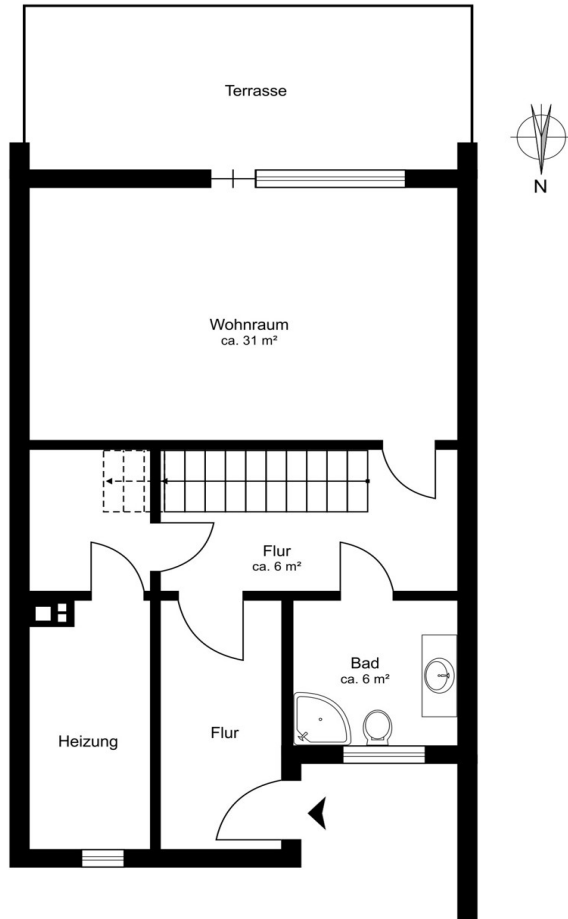 Terrasse
N
Wohnraum
ca. 31 m²
Flur
ca. 6 m²
Bad
ca. 6 m²
Heizung
Flur